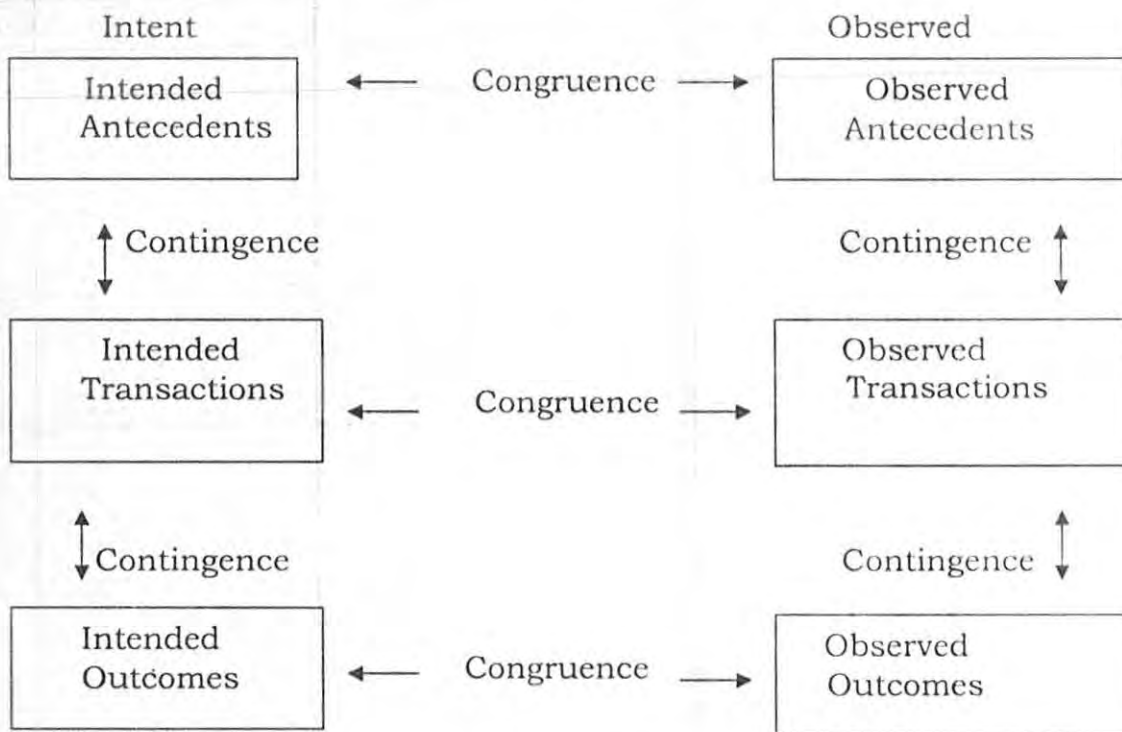 Intent
Observed
Intended
Antecedents
Congruence
Observed
Antecedents
Contingence
Contingence
Intended
Transactions
Congruence
Observed
Transactions
Contingence
Contingence
Intended
Outcomes
Congruence
Observed
Outcomes